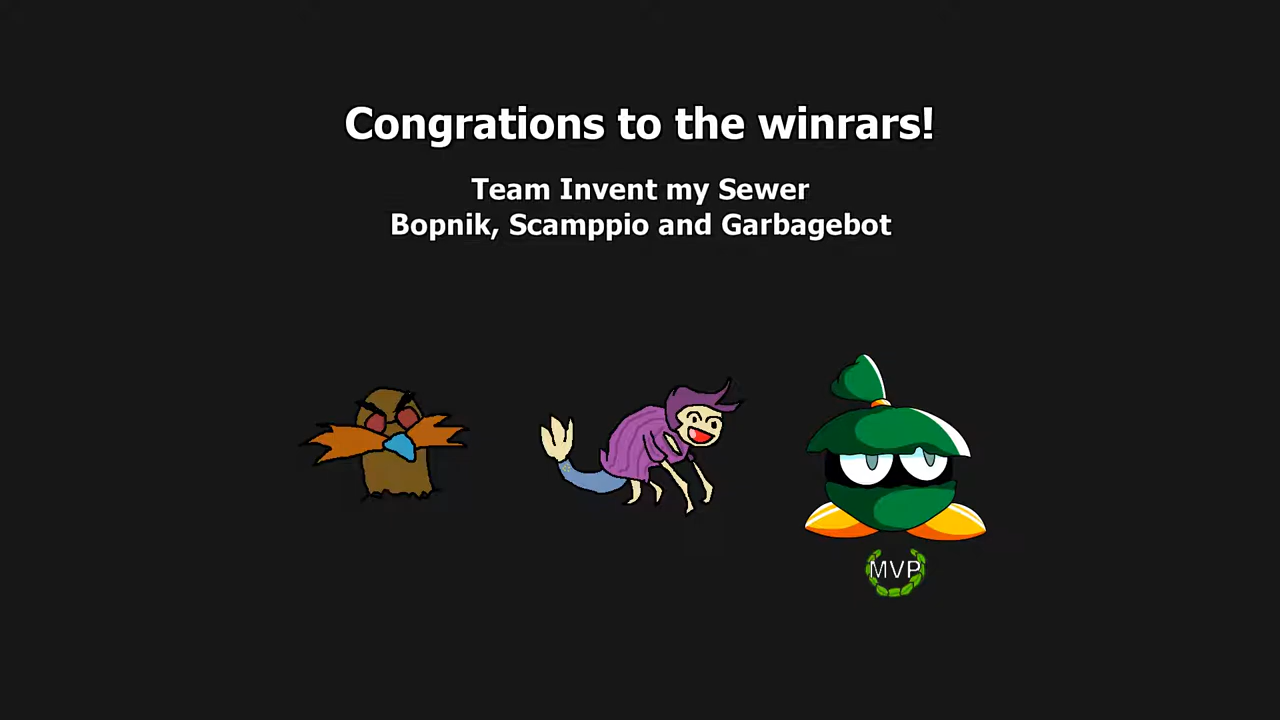 Congrations to the winrars!
Team Invent my Sewer
Bopnik, Scamppio and Garbagebot
MVP